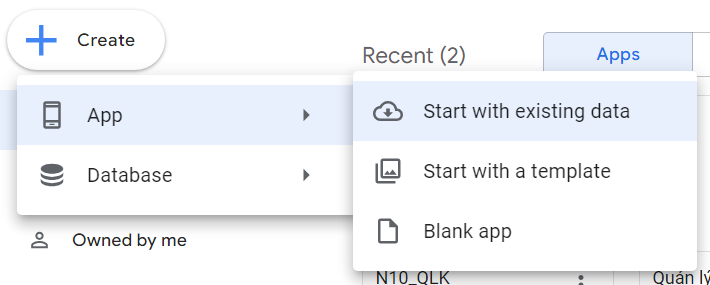 Create
Recent (2)
Apps
App
Start with existing data
Database
Start with a template
Owned by me
Blank app
N10_QLK
Quán lý